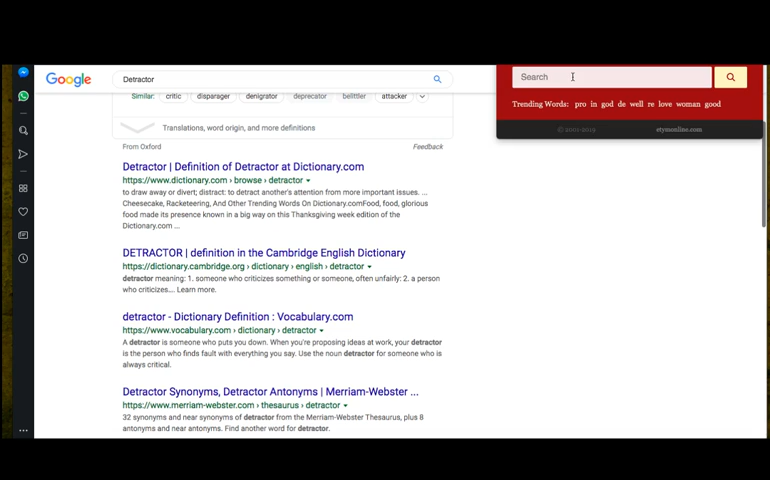 Google
Detractor
Search
Similar: critic disparager denigrator deprecator belittler attacker
Trending Words: pro in god de well re love woman good
Translations, word origin, and more definitions
© 2001-2019 etymonline.com
From Oxford Feedback
Detractor | Definition of Detractor at Dictionary.com
https://www.dictionary.com › browse › detractor
to draw away or divert; distract: to detract another's attention from more important issues. ...
Cheesecake, Racketeering, And Other Trending Words On Dictionary.comFood, food, glorious
food made its presence known in a big way on this Thanksgiving week edition of the
Dictionary.com ...
DETRACTOR | definition in the Cambridge English Dictionary
https://dictionary.cambridge.org › dictionary › english › detractor
detractor meaning: 1. someone who criticizes something or someone, often unfairly: 2. a person
who criticizes.... Learn more.
detractor - Dictionary Definition : Vocabulary.com
https://www.vocabulary.com › dictionary › detractor
A detractor is someone who puts you down. When you're proposing ideas at work, your detractor
is the person who finds fault with everything you say. Use the noun detractor for someone who is
always critical.
Detractor Synonyms, Detractor Antonyms | Merriam-Webster ...
https://www.merriam-webster.com › thesaurus › detractor
32 synonyms and near synonyms of detractor from the Merriam-Webster Thesaurus, plus 8
antonyms and near antonyms. Find another word for detractor.